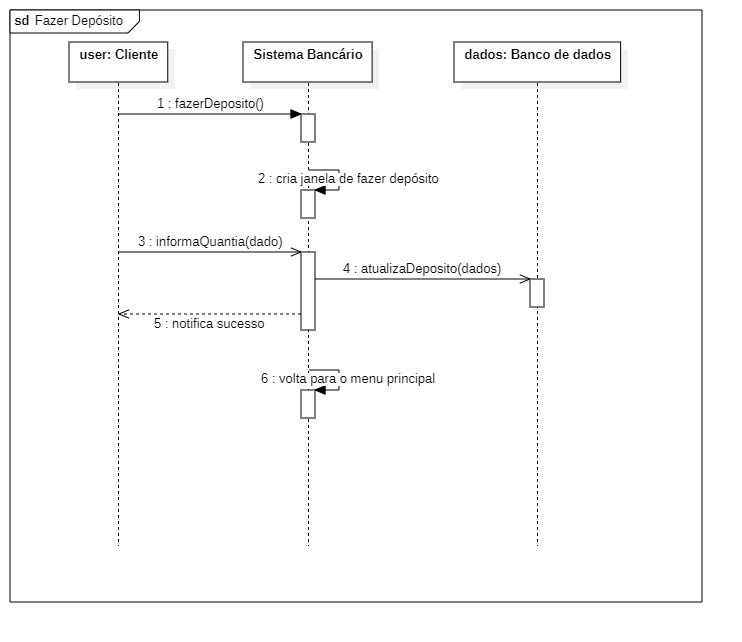 sd Fazer Depósito
user: Cliente
Sistema Bancário
dados: Banco de dados
1 : fazerDeposito()
2 : cria janela de fazer depósito
3 : informaQuantia(dado)
4 : atualizaDeposito(dados)
5 : notifica sucesso
6 : volta para o menu principal